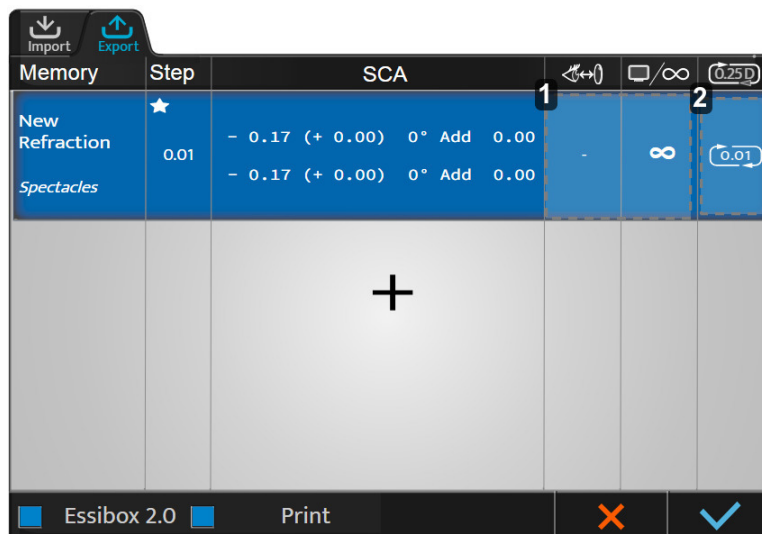 Import Export
Memory Step SCA /∞ 0.25 D
1 2
New
Refraction
Spectacles
0.01
- 0.17 (+ 0.00) 0° Add 0.00
- 0.17 (+ 0.00) 0° Add 0.00
-
∞
0.01
+
Essibox 2.0 Print